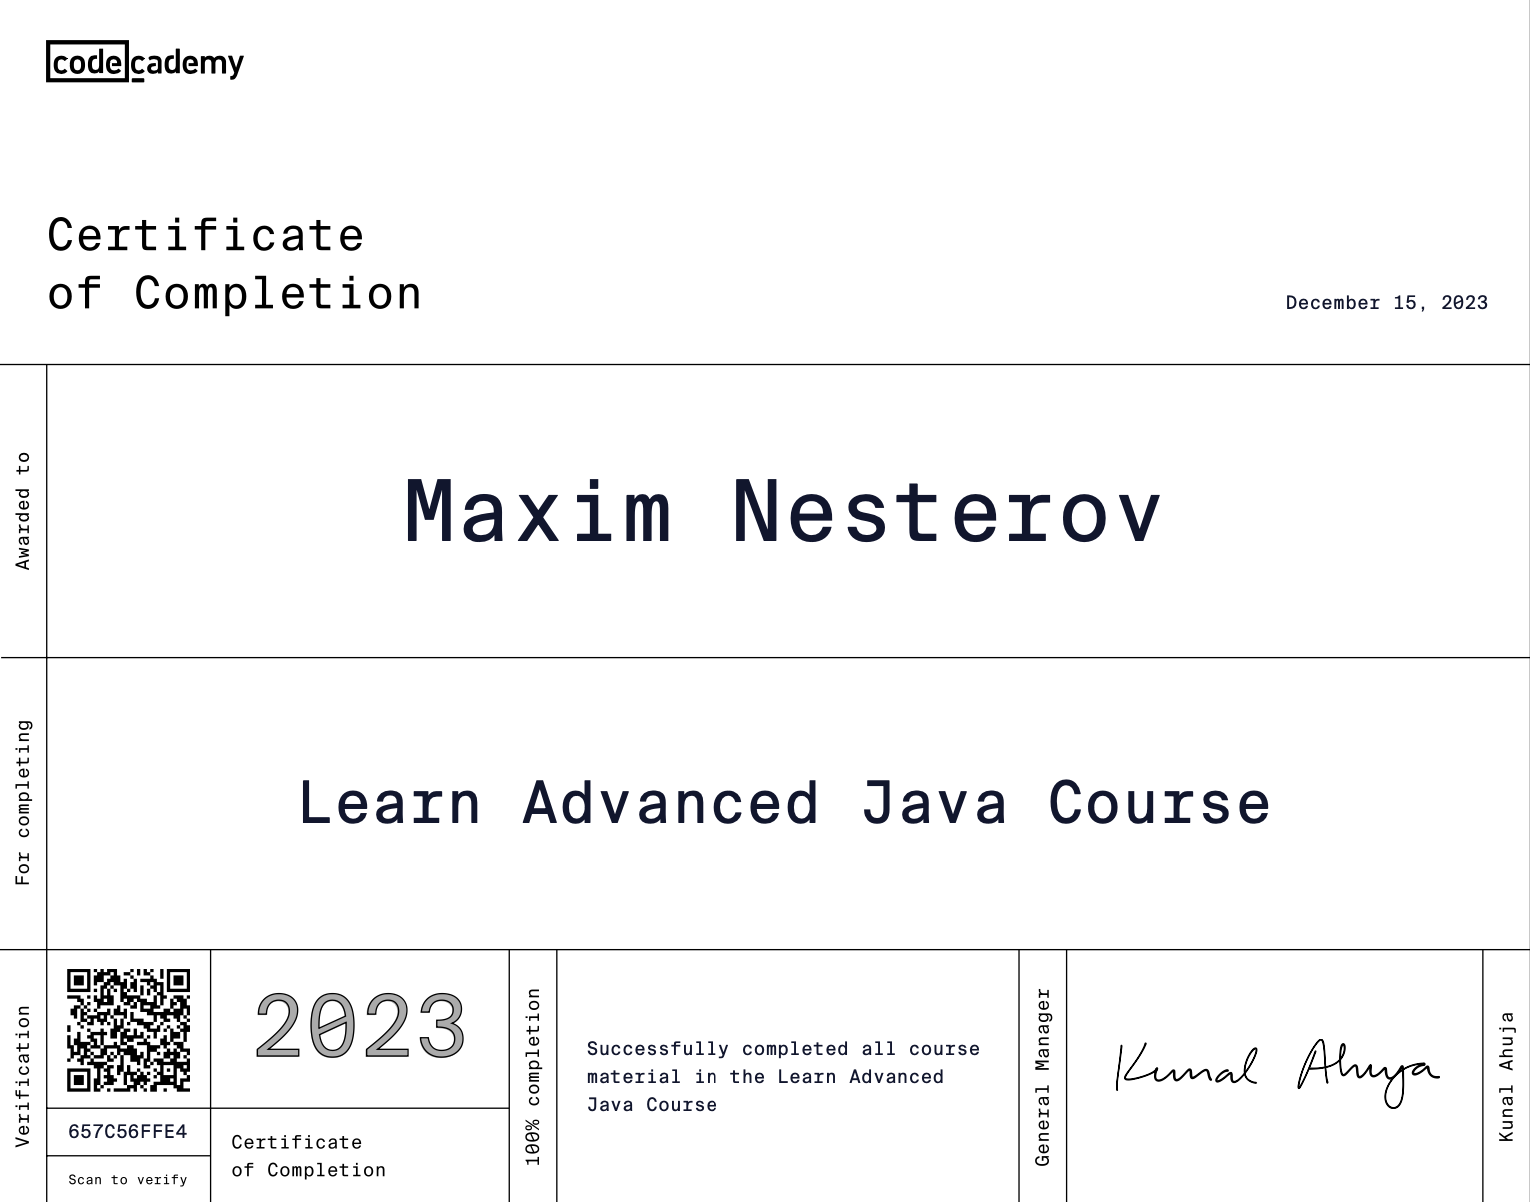 codecademy
Certificate
of Completion
December 15, 2023
Awarded to
Maxim Nesterov
For completing
Learn Advanced Java Course
Verification
657C56FFE4
Scan to verify
2023
Certificate
of Completion
100% completion
Successfully completed all course
material in the Learn Advanced
Java Course
General Manager
Kunal Ahuja
Kunal Ahuja